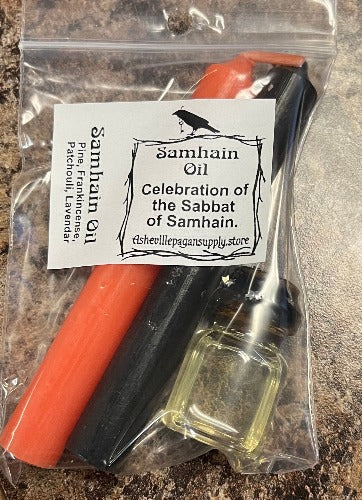 Samhain Oil
Pine, Frankincense,
Patchouli, Lavendar
Samhain
Oil
Celebration of
the Sabbat
of Samhain.
Ashevillepagansupply.store